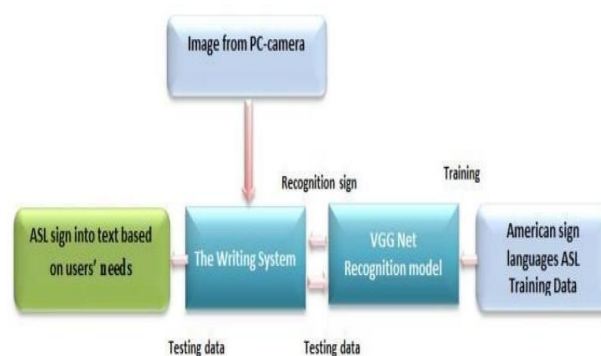 Image from PC-camera
Recognition sign
Training
ASL sign into text based
on users' needs
The Writing System
VGG Net
Recognition model
American sign
languages ASL
Training Data
Testing data
Testing data